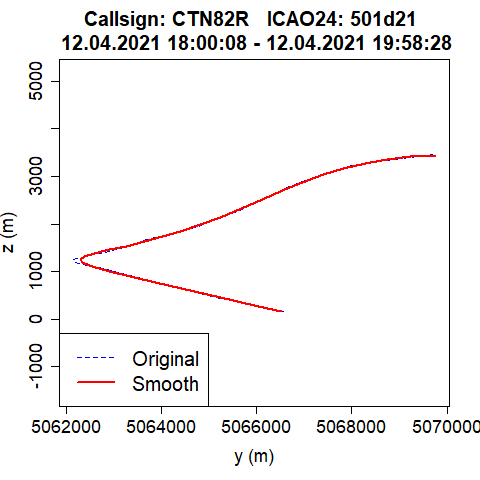 Callsign: CTN82R   ICAO24: 501d21
12.04.2021 18:00:08 - 12.04.2021 19:58:28
z (m)
5000
3000
1000
0
-1000
Original
Smooth
5062000 5064000 5066000 5068000 5070000
y (m)